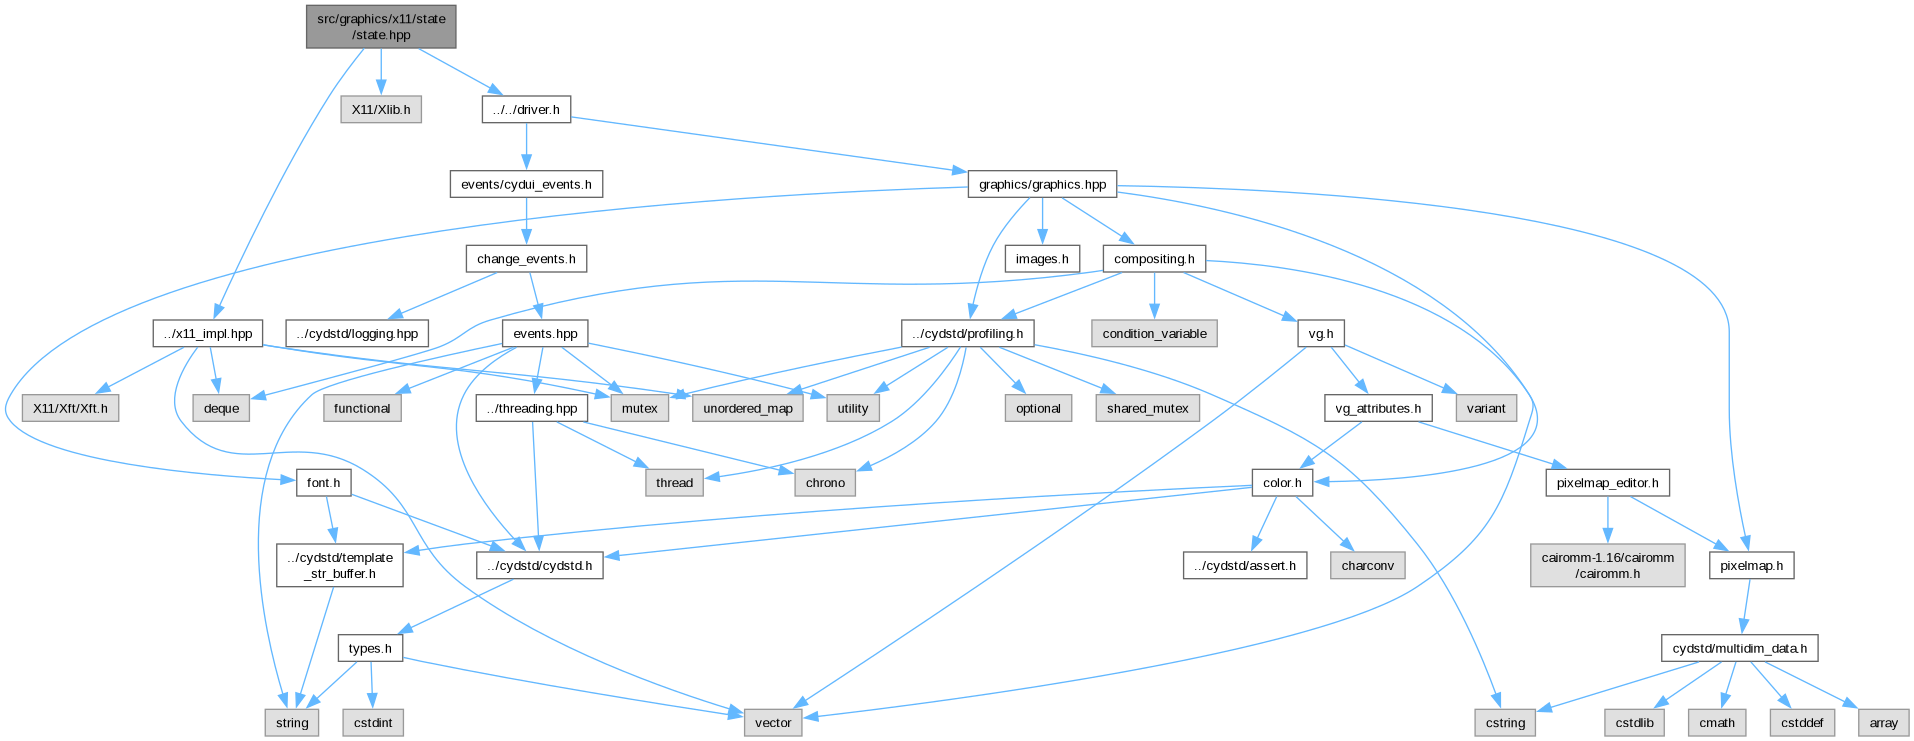 src/graphics/x11/state
/state.hpp
X11/Xlib.h
../../driver.h
events/cydui_events.h
graphics/graphics.hpp
change_events.h
images.h
compositing.h
../x11_impl.hpp
../cydstd/logging.hpp
events.hpp
../cydstd/profiling.h
condition_variable
vg.h
X11/Xft/Xft.h
deque
functional
../threading.hpp
mutex
unordered_map
utility
optional
shared_mutex
vg_attributes.h
variant
font.h
thread
chrono
color.h
pixelmap_editor.h
../cydstd/template
_str_buffer.h
../cydstd/cydstd.h
../cydstd/assert.h
charconv
cairomm-1.16/cairomm
/cairomm.h
pixelmap.h
types.h
cydstd/multidim_data.h
string
cstdint
vector
cstring
cstdlib
cmath
cstddef
array